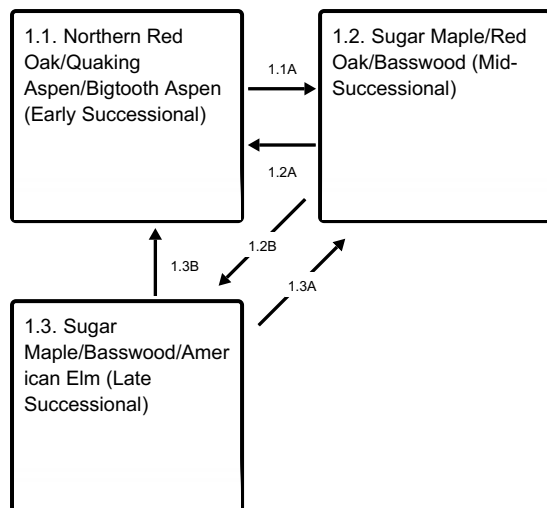 1.1. Northern Red
Oak/Quaking
Aspen/Bigtooth Aspen
(Early Successional)
1.1A
1.2. Sugar Maple/Red
Oak/Basswood (Mid-
Successional)
1.2A
1.2B
1.3B
1.3A
1.3. Sugar
Maple/Basswood/Amer
ican Elm (Late
Successional)